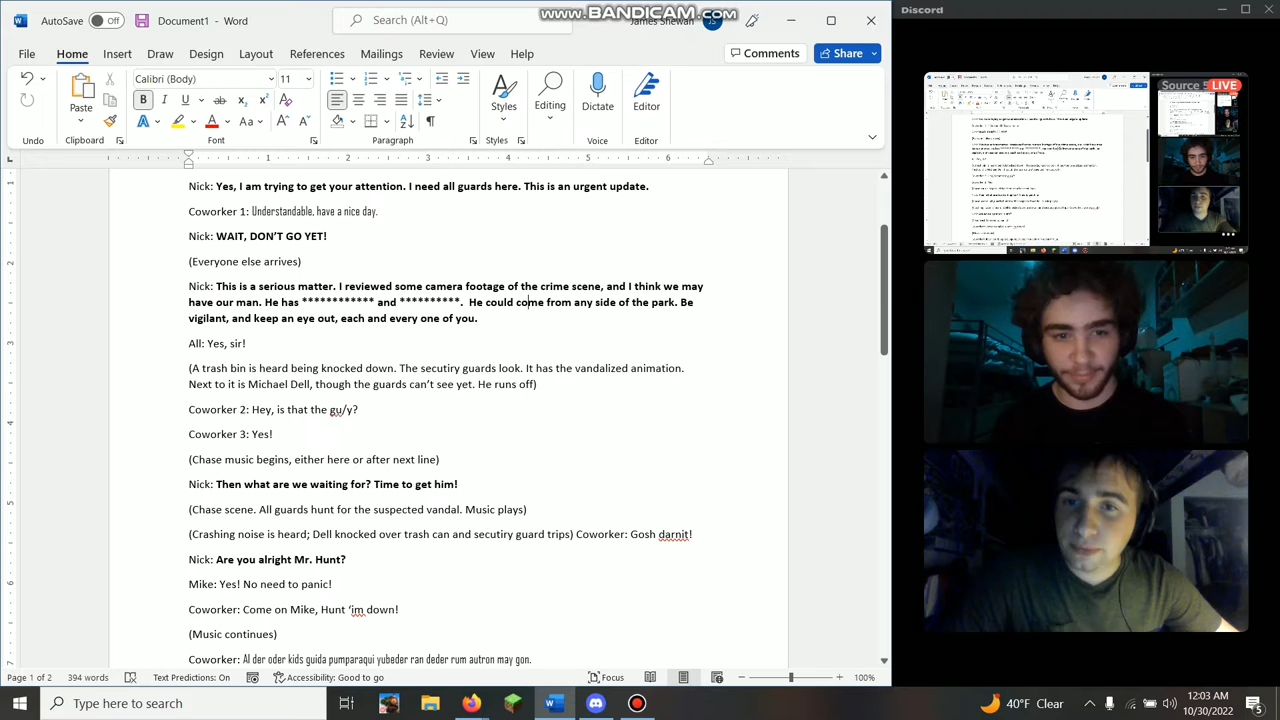 AutoSave Off Document1 - Word Search (Alt+Q) www.BANDICAM.com James Shewan JS
Discord
File Home Insert Draw Design Layout References Mailings Review View Help Comments Share
Calibri (Body) 11
Paste Styles Editing Dictate Editor
Undo Clipboard Font Paragraph Styles Voice Editor
Source LIVE
Styles
Nick: Yes, I am here to get your attention. I need all guards here. This is an urgent update.
Coworker 1: Understandable, have a nice day.
Nick: WAIT, DON'T LEAVE!!
Everyone: ?
Nick: This is a serious matter. I reviewed some camera footage of the crime scene, and I think we may
have our man. He has ************ and **********. He could come from any side of the park. Be
vigilant, and keep an eye out, each and every one of you.
All: Yes, sir!
A trash bin is heard being knocked down. The secutiry guards look. It has the vandalized animation.
Next to it is Michael Dell, though the guards can't see yet. He runs off)
Coworker 2: Hey, is that the gu/y?
Coworker 3: Yes!
(Chase music begins, either here or after next line)
Nick: Then what are we waiting for? Time to get him!
(Chase scene. All guards hunt for the suspected vandal. Music plays)
(Crashing noise is heard; Dell knocked over trash can and secutiry guard trips) Coworker: Gosh darnit!
Nick: Are you alright Mr. Hunt?
Mike: Yes! No need to panic!
Coworker: Come on Mike, Hunt 'im down!
(Music continues)
Coworker: Al der oder kids guida pumparaqui yubader ran deder rum autron may gon.
Page 1 of 2 394 words Text Predictions: On Accessibility: Good to go Focus 100%
Type here to search 40°F Clear 12:03 AM
10/30/2022 5